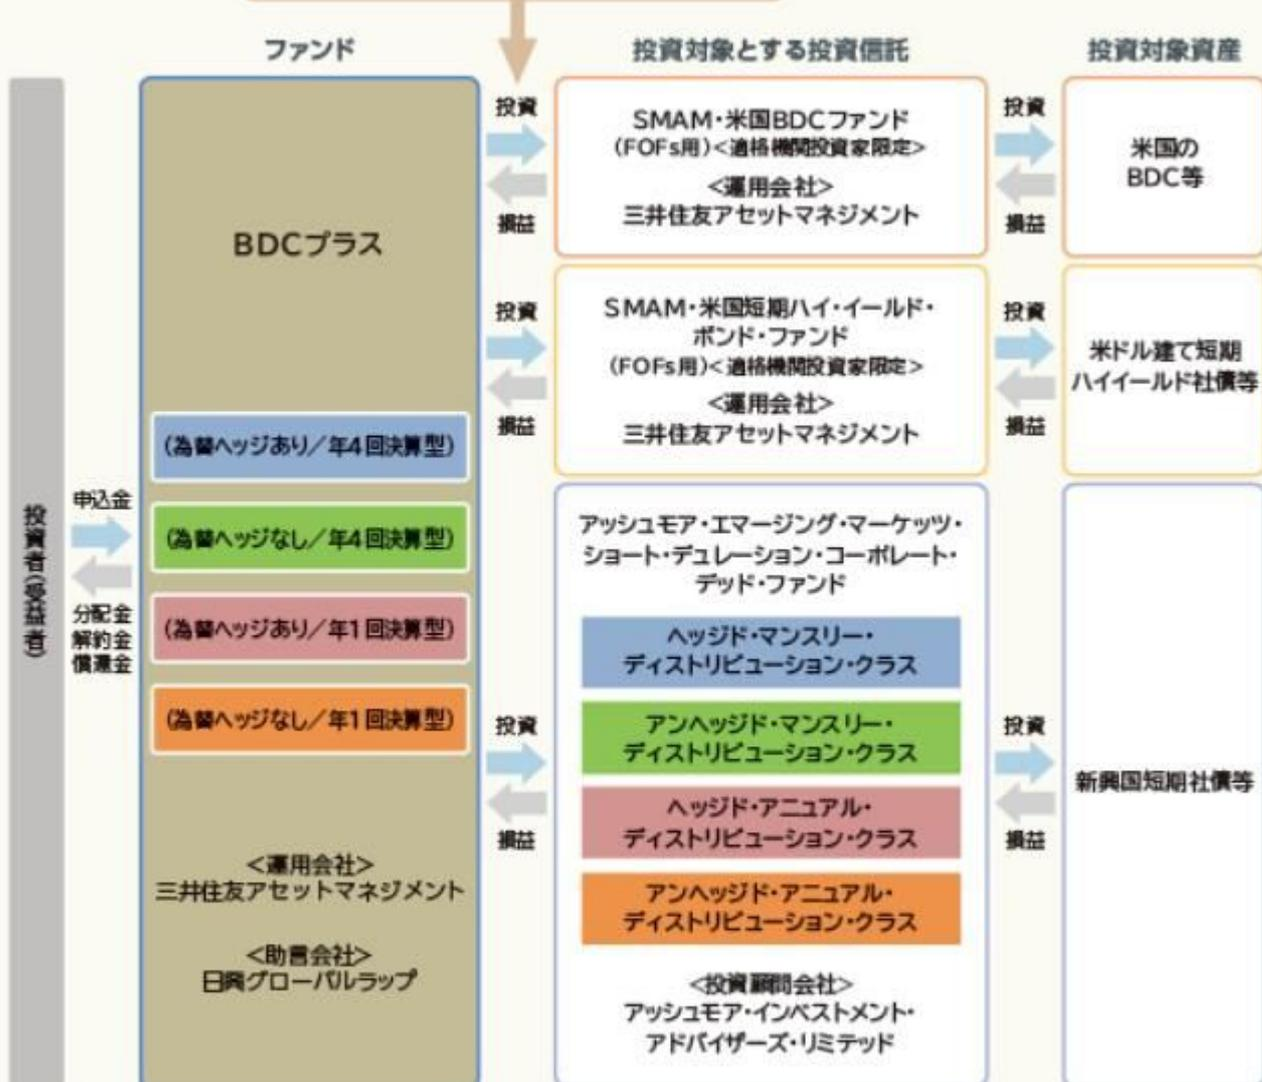 ファンド
投資対象とする投資信託
投資対象資産
投資者(受益者)
申込金
分配金
解約金
償還金
BDCプラス
(為替ヘッジあり/年4回決算型)
(為替ヘッジなし/年4回決算型)
(為替ヘッジあり/年1回決算型)
(為替ヘッジなし/年1回決算型)
<運用会社>
三井住友アセットマネジメント
<助言会社>
日興グローバルラップ
投資
損益
SMAM・米国BDCファンド
(FOFs用)<適格機関投資家限定>
<運用会社>
三井住友アセットマネジメント
投資
損益
米国の
BDC等
投資
損益
SMAM・米国短期ハイ・イールド・
ボンド・ファンド
(FOFs用)<適格機関投資家限定>
<運用会社>
三井住友アセットマネジメント
投資
損益
米ドル建て短期
ハイイールド社債等
投資
損益
アッシュモア・エマージング・マーケッツ・
ショート・デュレーション・コーポレート・
デッド・ファンド
ヘッジド・マンスリー・
ディストリビューション・クラス
アンヘッジド・マンスリー・
ディストリビューション・クラス
ヘッジド・アニュアル・
ディストリビューション・クラス
アンヘッジド・アニュアル・
ディストリビューション・クラス
<投資顧問会社>
アッシュモア・インベストメント・
アドバイザーズ・リミテッド
投資
損益
新興国短期社債等